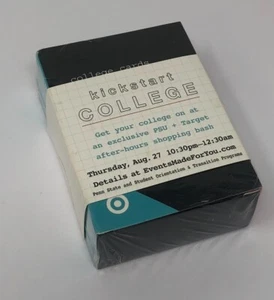 college cards
kickstart
COLLEGE
Get your college on at
an exclusive PSU + Target
after-hours shopping bash
Thursday, Aug. 27 10:30pm-12:30am
Details at EventsMadeForYou.com
Penn State and Student Orientation & Transition Programs